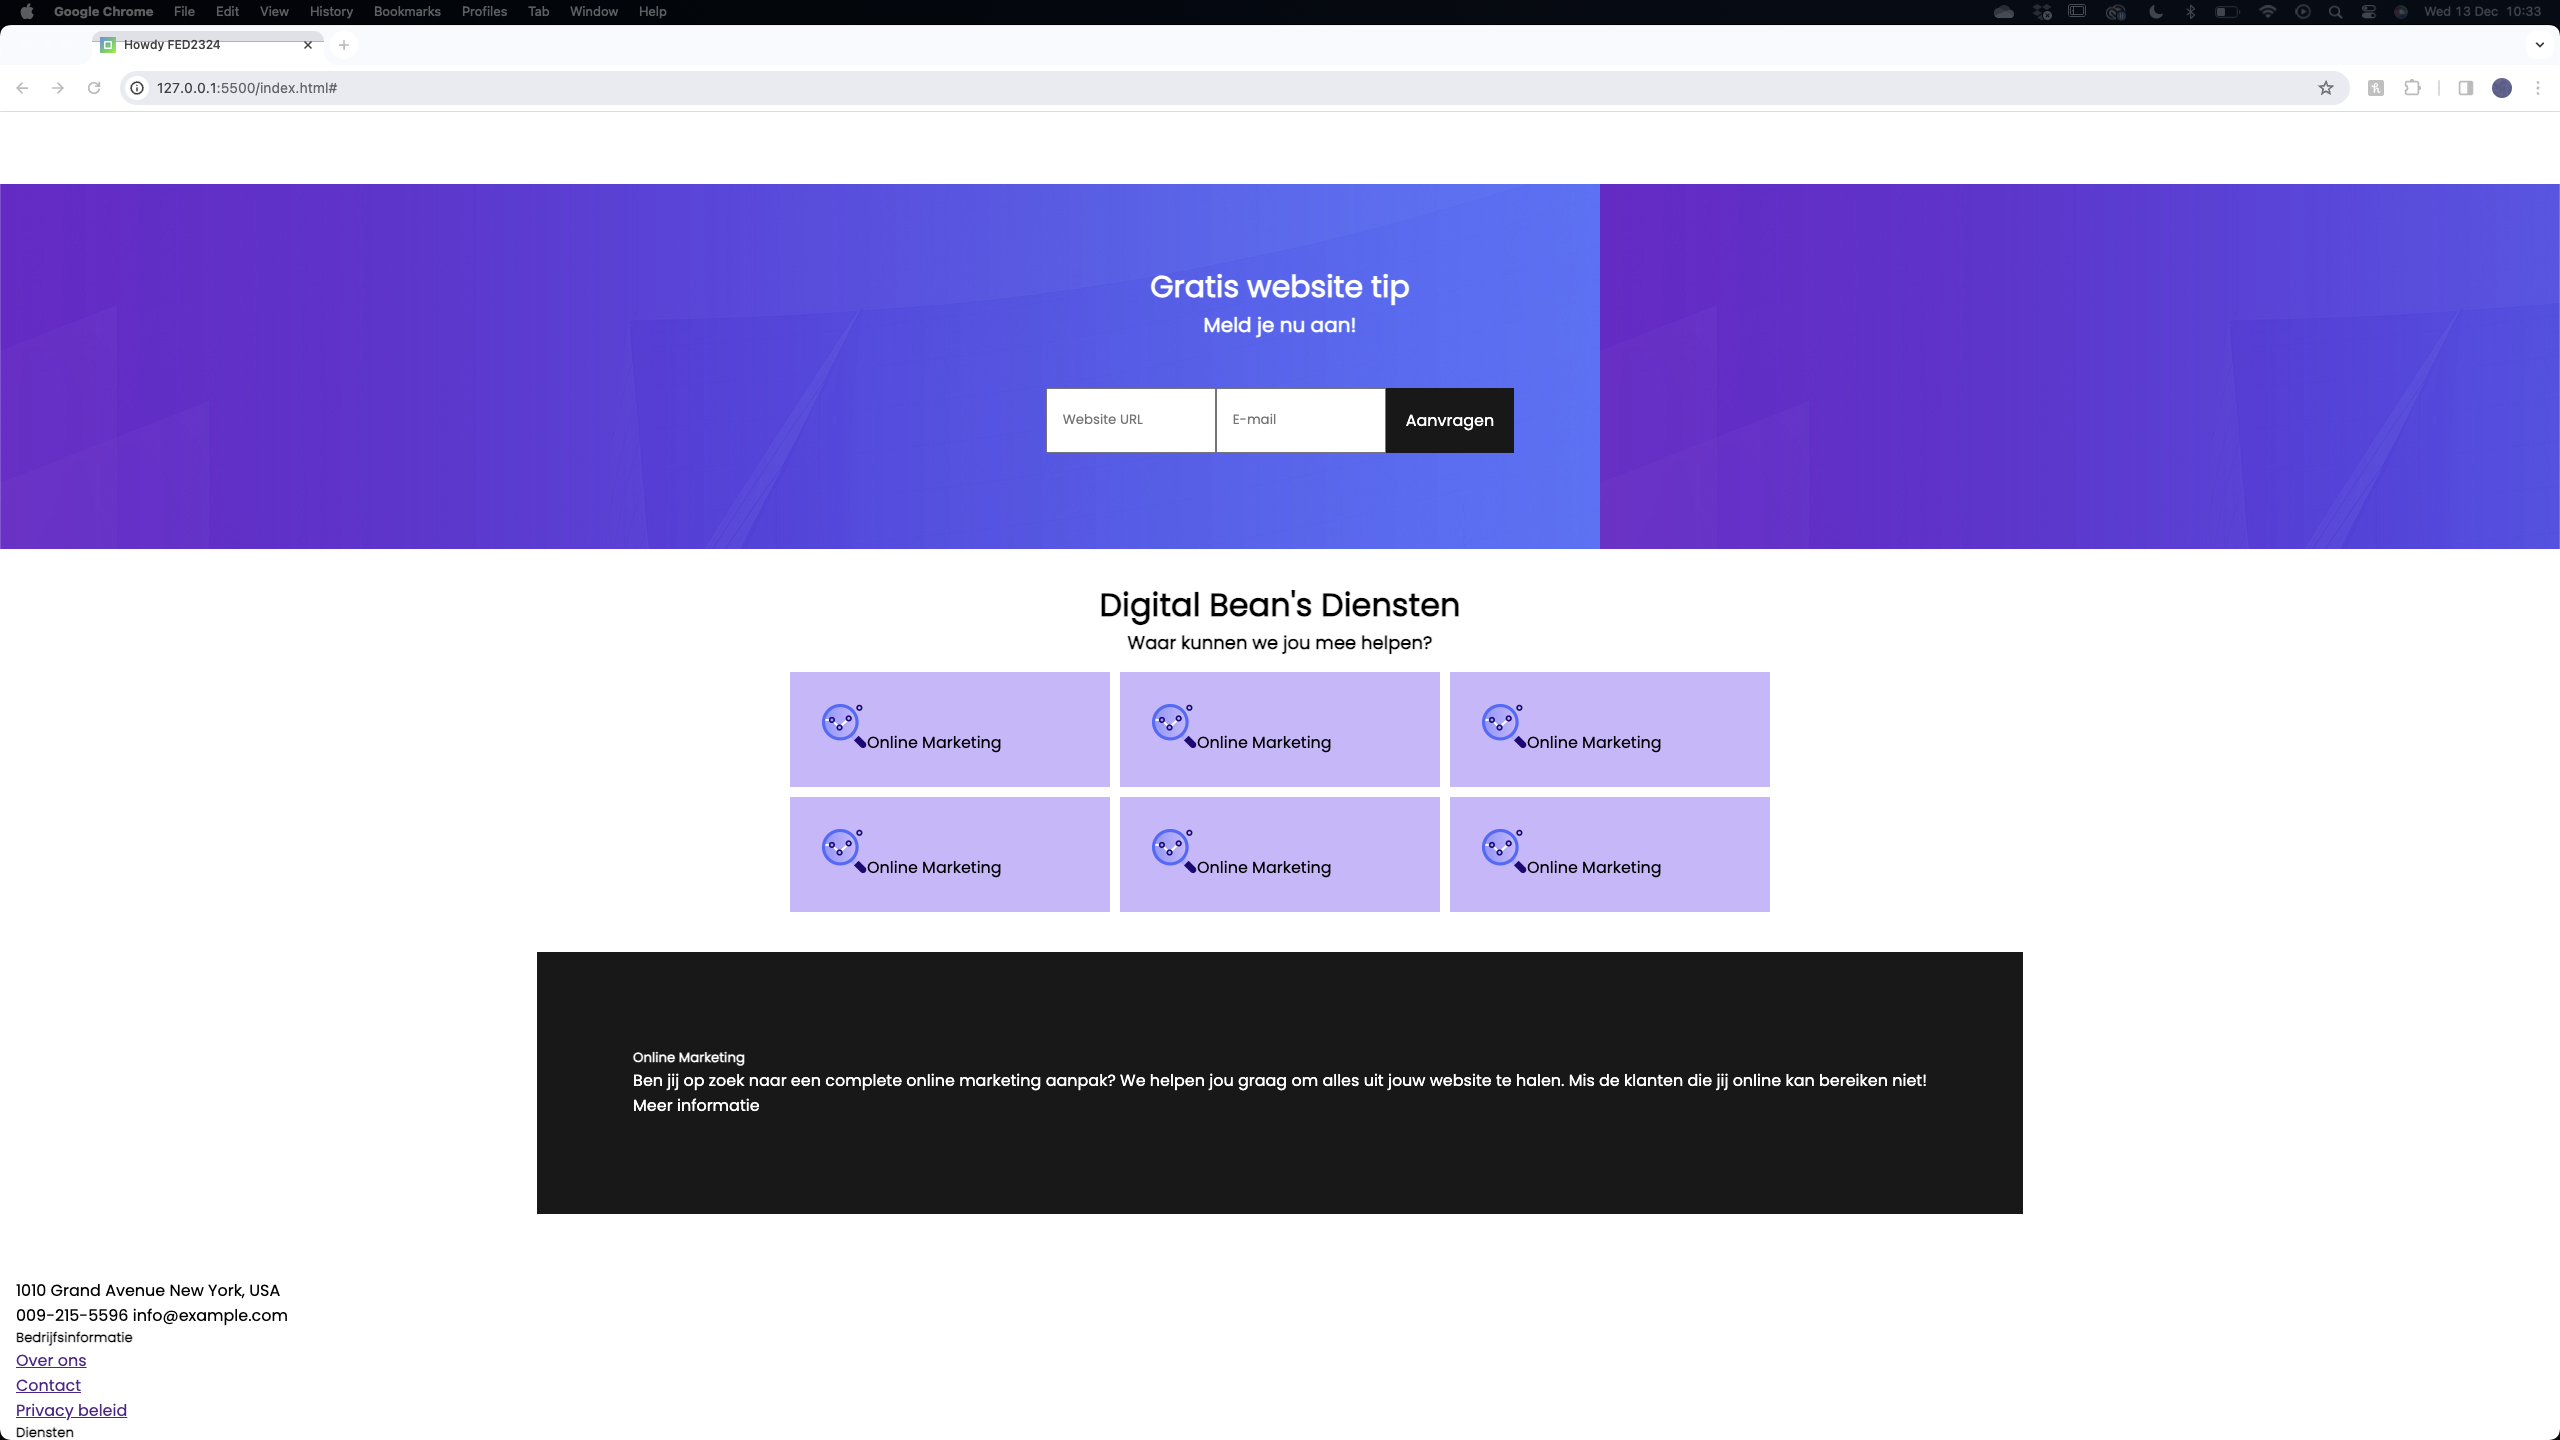 Google Chrome File Edit View History Bookmarks Profiles Tab Window Help Wed 13 Dec 10:33
Howdy FED2324
127.0.0.1:5500/index.html#
Gratis website tip
Meld je nu aan!
Website URL E-mail Aanvragen
Digital Bean's Diensten
Waar kunnen we jou mee helpen?
Online Marketing Online Marketing Online Marketing
Online Marketing Online Marketing Online Marketing
Online Marketing
Ben jij op zoek naar een complete online marketing aanpak? We helpen jou graag om alles uit jouw website te halen. Mis de klanten die jij online kan bereiken niet!
Meer informatie
1010 Grand Avenue New York, USA
009-215-5596 info@example.com
Bedrijfsinformatie
Over ons
Contact
Privacy beleid
Diensten